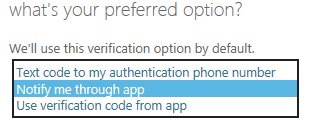 what's your preferred option?
We'll use this verification option by default.
Text code to my authentication phone number
Notify me through app
Use verification code from app